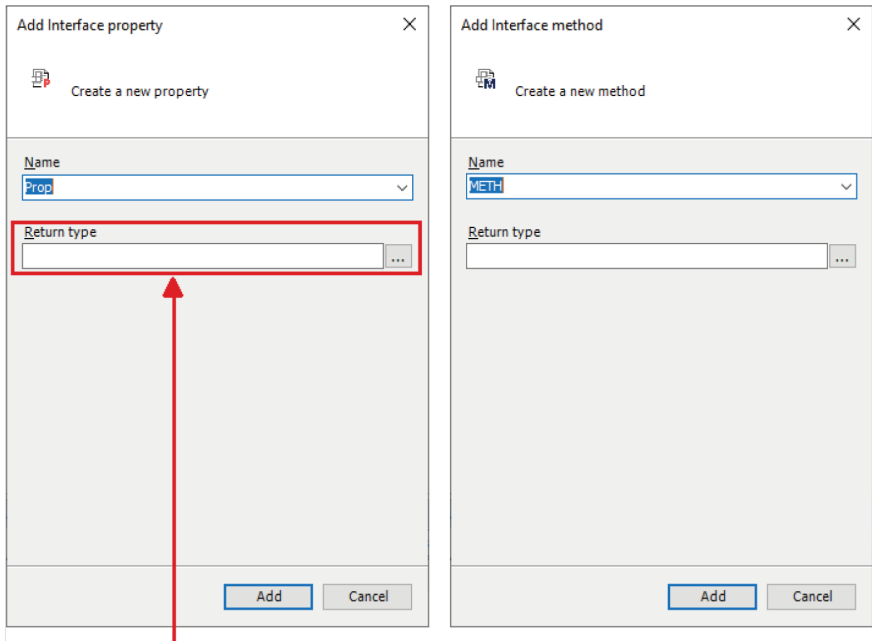 Add Interface property
Create a new property
Name
Prop
Return type
...
Add
Cancel
Add Interface method
Create a new method
Name
METH
Return type
...
Add
Cancel